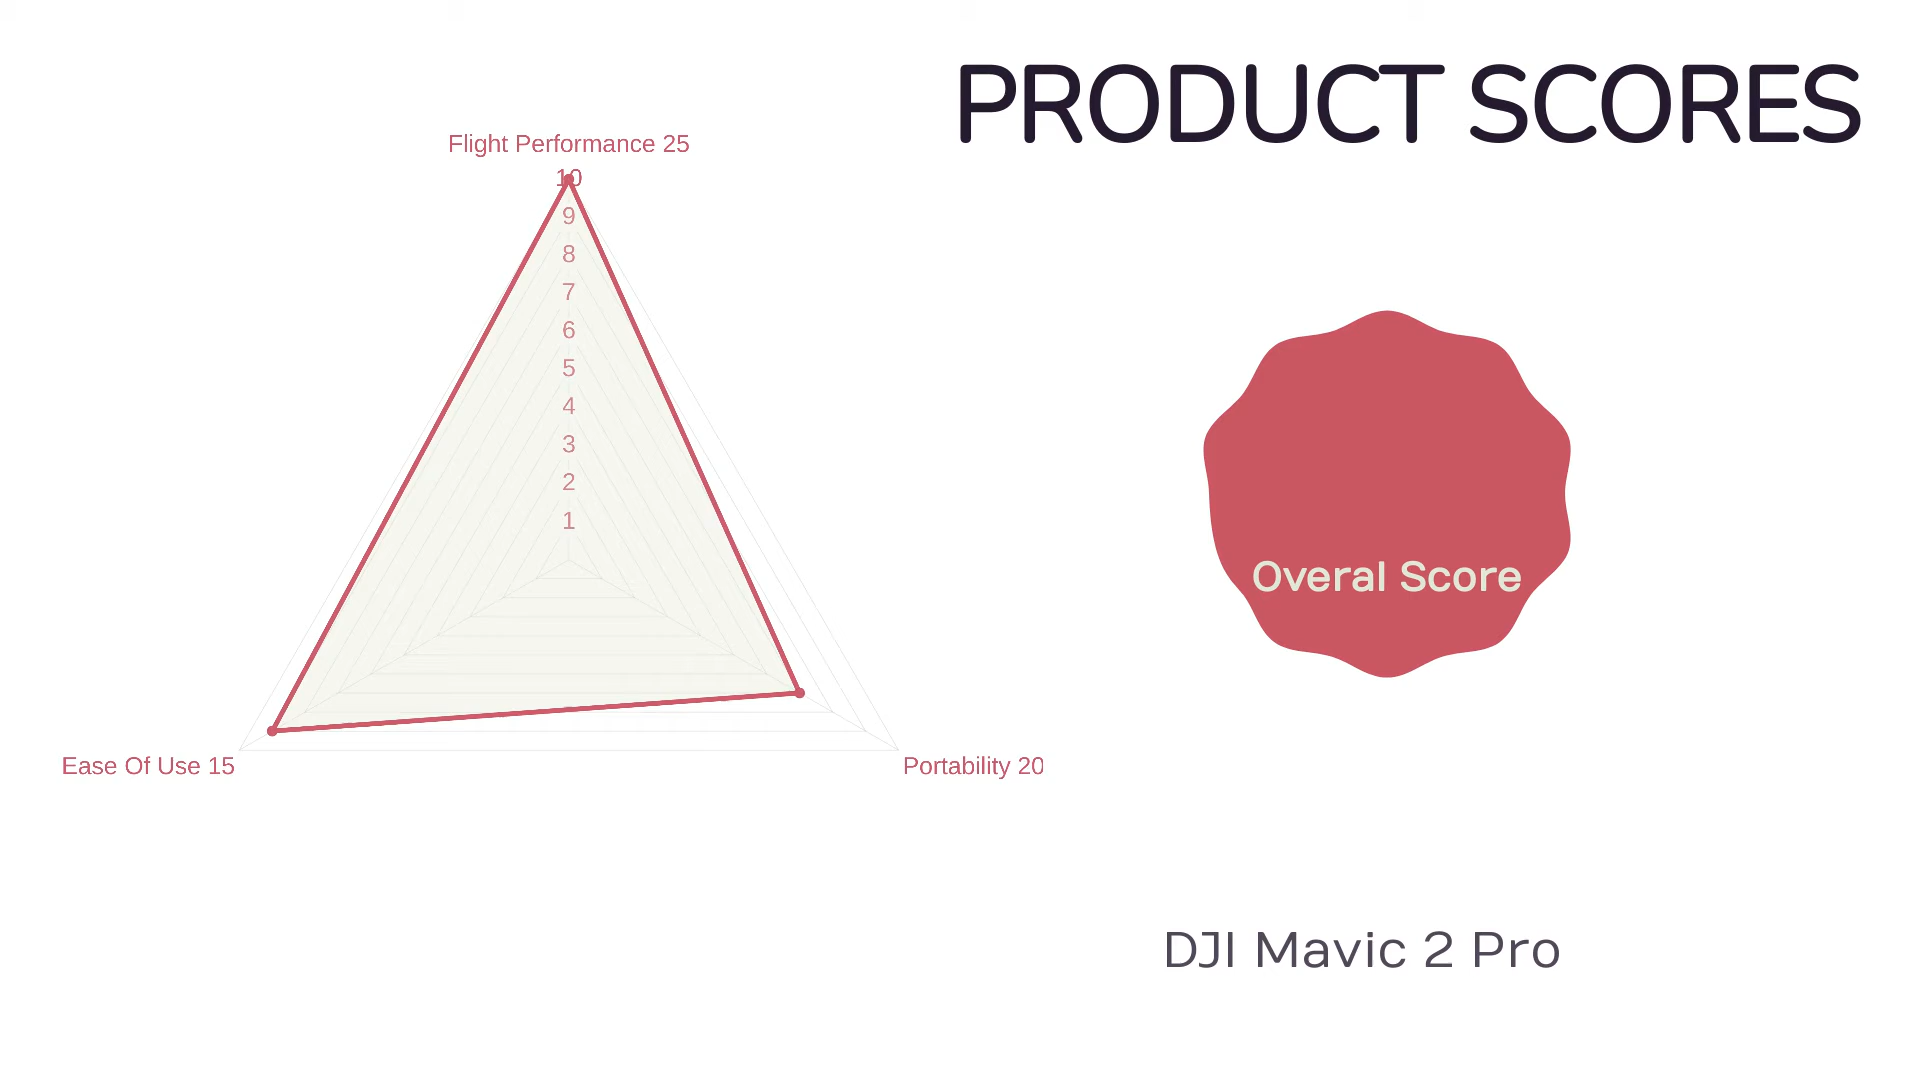 PRODUCT SCORES
Flight Performance 25
10
9
8
7
6
5
4
3
2
1
Overal Score
Ease Of Use 15
Portability 20
DJI Mavic 2 Pro